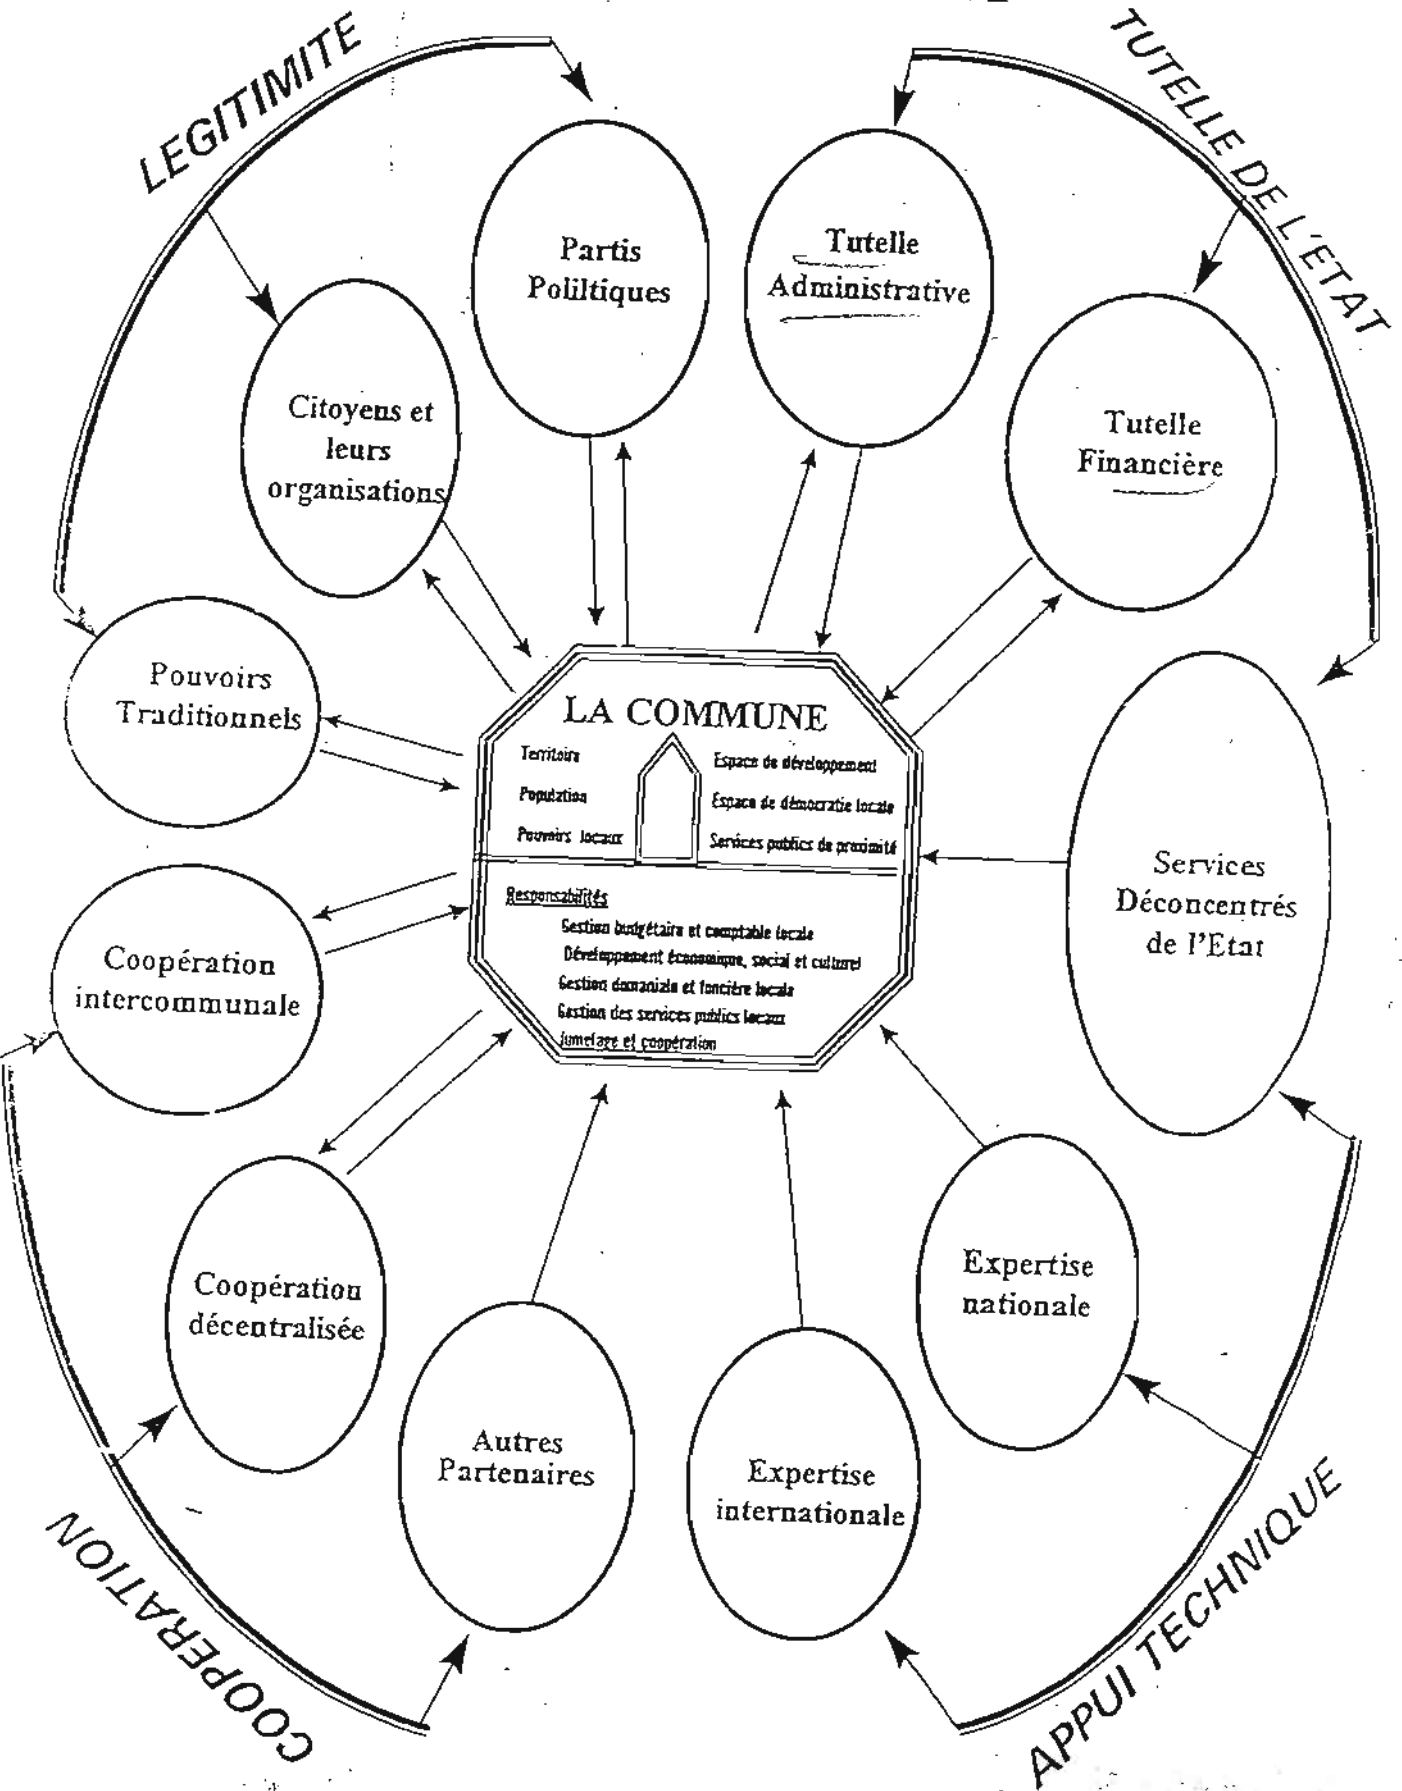 LEGITIMITE
TUTELLE DE L'ETAT
Partis
Poliltiques
Tutelle
Administrative
Citoyens et
leurs
organisations
Tutelle
Financière
Pouvoirs
Traditionnels
LA COMMUNE
Territoire
Population
Pouvoirs locaux
Espace de développement
Espace de démocratie locale
Services publics de proximité
Responsabilités
Gestion budgétaire et comptable locale
Développement économique, social et culturel
Gestion domaniale et foncière locale
Gestion des services publics locaux
Jumelage et coopération
Services
Déconcentrés
de l'Etat
Coopération
intercommunale
Coopération
décentralisée
Expertise
nationale
Autres
Partenaires
Expertise
internationale
COOPERATION
APPUI TECHNIQUE